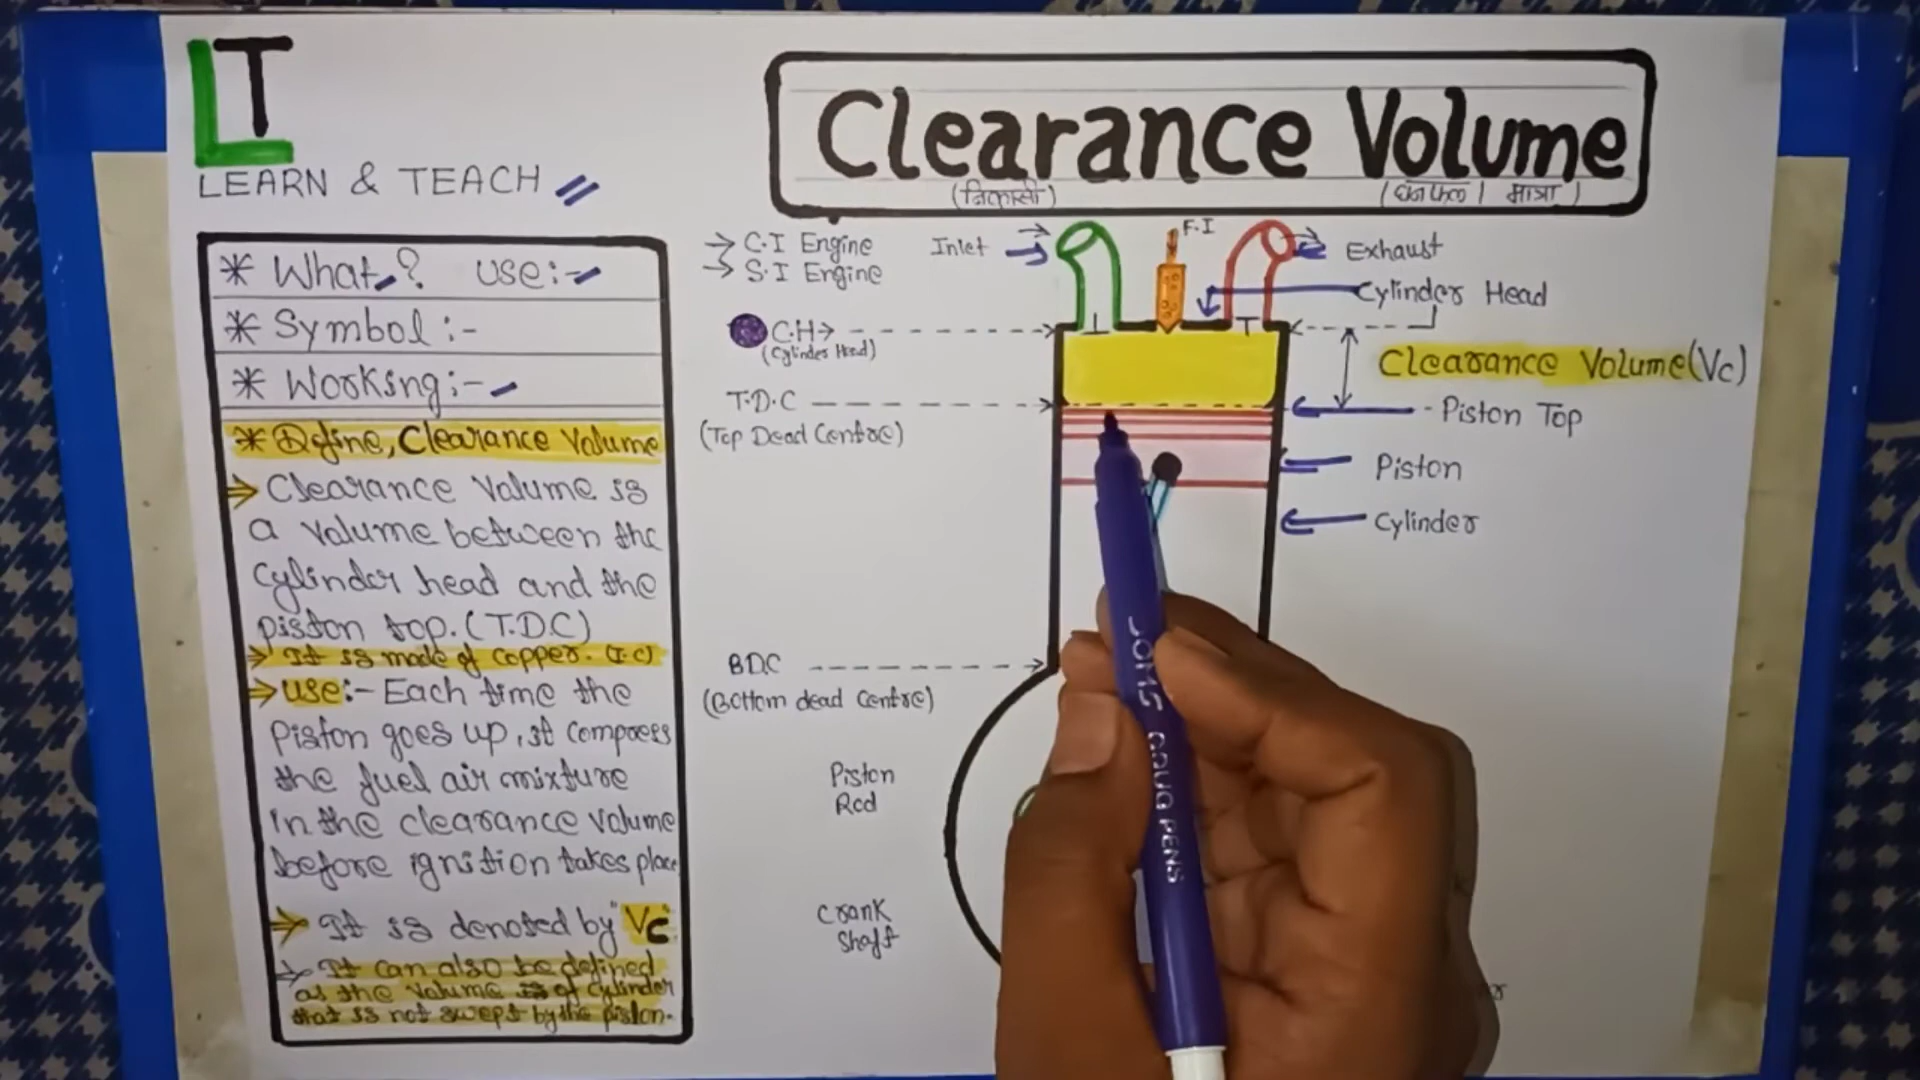 LT
LEARN & TEACH
Clearance Volume
(निकासी) (घनफल / मात्रा)
* What? Use:-
* Symbol:-
* Working:-
* Define, Clearance Volume
→ Clearance Volume is
a volume between the
Cylinder head and the
piston top. (T.D.C)
→ It is made of copper. (I.C)
→ Use:- Each time the
Piston goes up, it compress
the fuel air mixture
in the clearance volume
before ignition takes place
→ It is denoted by "Vc"
→ It can also be defined
as the volume is of cylinder
that is not swept by the piston.
→ C.I Engine
→ S.I Engine
Inlet
F.I
Exhaust
Cylinder Head
C.H→
(Cylinder Head)
Clearance Volume (Vc)
T.D.C
(Top Dead Centre)
Piston Top
Piston
Cylinder
B.D.C
(Bottom dead Centre)
Piston
Rod
Crank
Shaft
JOMS GOLD PENS